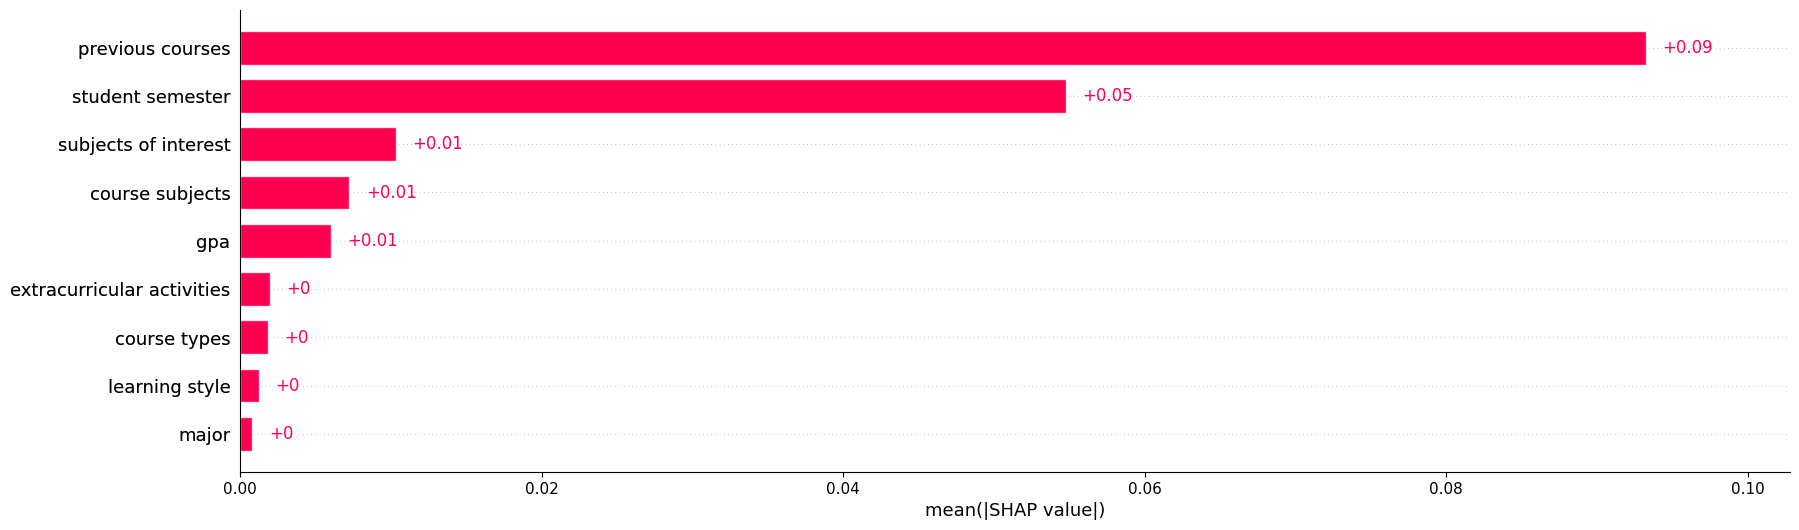 previous courses +0.09
student semester +0.05
subjects of interest +0.01
course subjects +0.01
gpa +0.01
extracurricular activities +0
course types +0
learning style +0
major +0
0.00 0.02 0.04 0.06 0.08 0.10
mean(|SHAP value|)